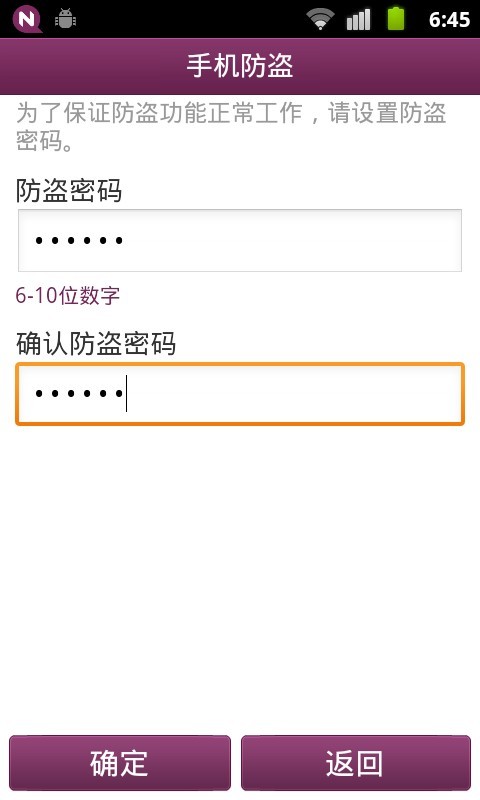 N 6:45
手机防盗
为了保证防盗功能正常工作，请设置防盗
密码。
防盗密码
••••••
6-10位数字
确认防盗密码
••••••
确定 返回